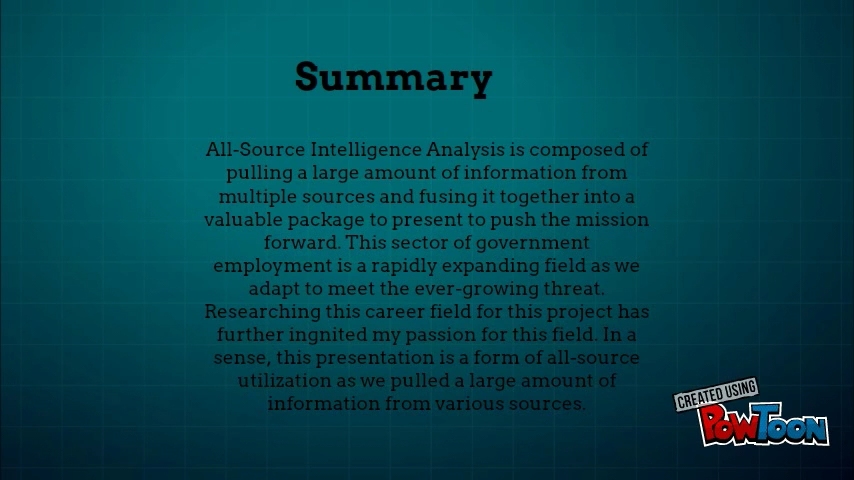 Summary
All-Source Intelligence Analysis is composed of
pulling a large amount of information from
multiple sources and fusing it together into a
valuable package to present to push the mission
forward. This sector of government
employment is a rapidly expanding field as we
adapt to meet the ever-growing threat.
Researching this career field for this project has
further ingnited my passion for this field. In a
sense, this presentation is a form of all-source
utilization as we pulled a large amount of
information from various sources.
CREATED USING
POWTOON